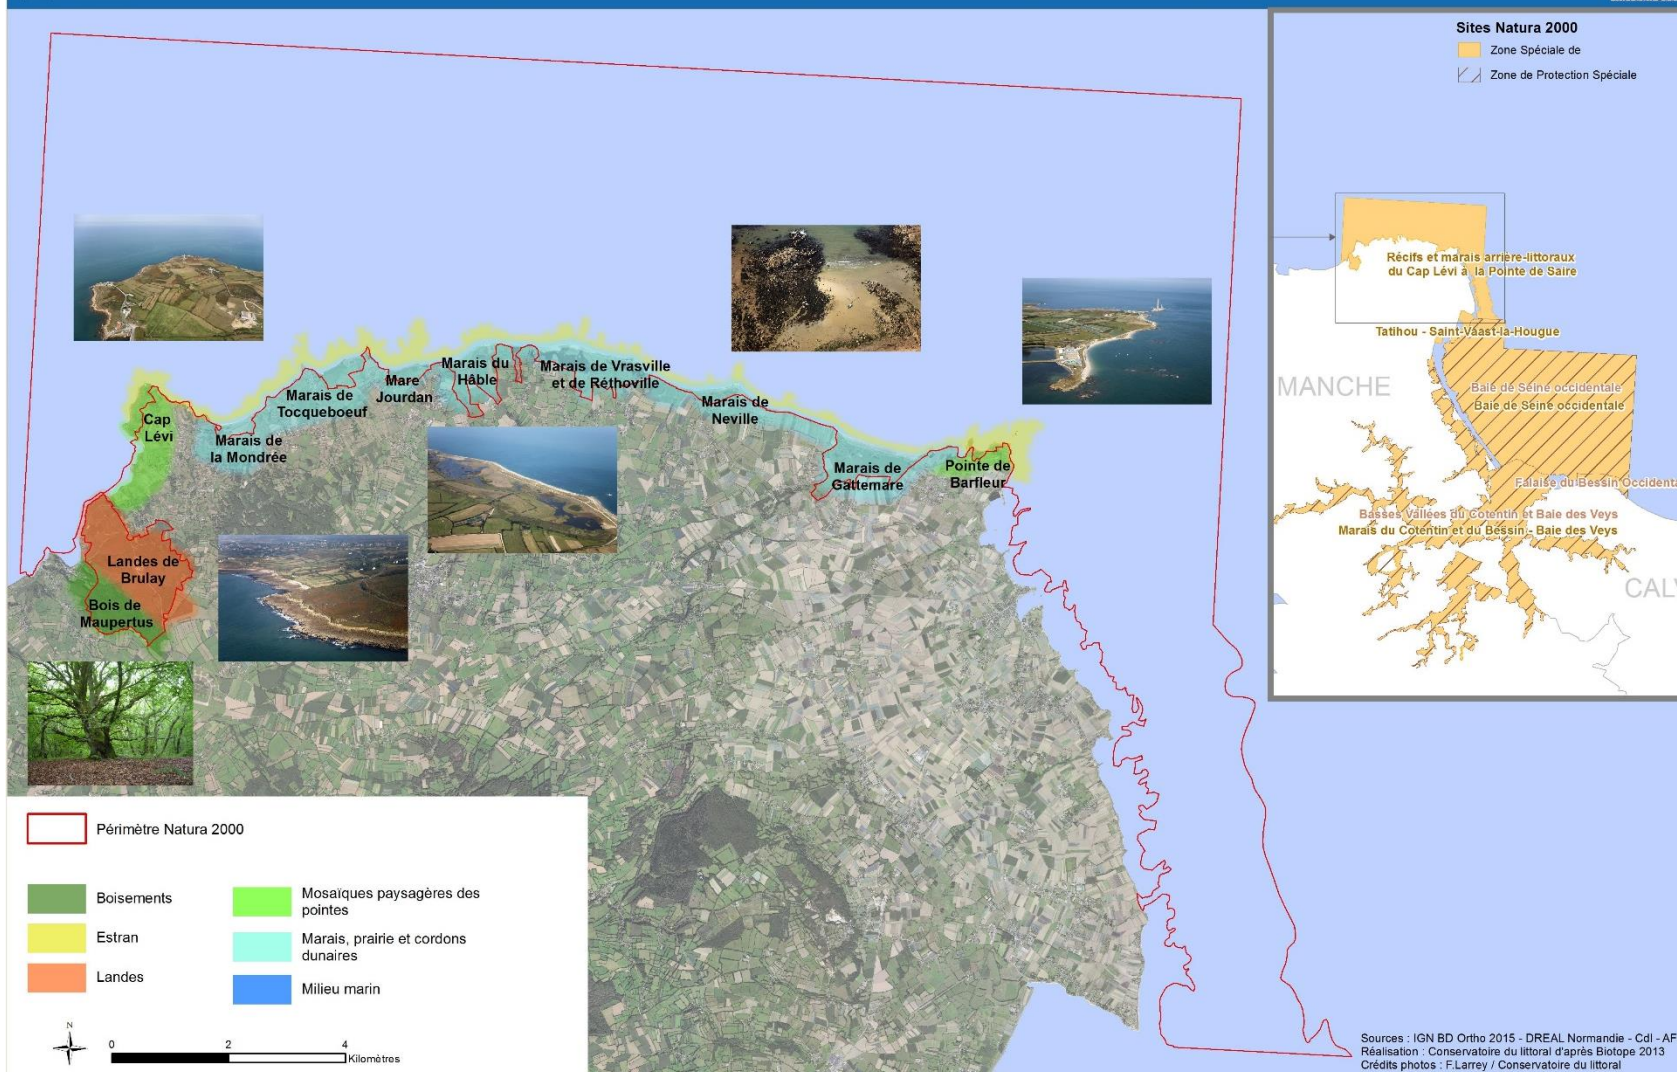 Sites Natura 2000
Zone Spéciale de
Zone de Protection Spéciale
Récifs et marais arrière-littoraux
du Cap Lévi à la Pointe de Saire
Tatihou - Saint-Vaast-la-Hougue
MANCHE
Baie de Seine occidentale
Baie de Seine occidentale
Falaise du Bessin Occidenta
Basses Vallées du Cotentin et Baie des Veys
Marais du Cotentin et du Bessin - Baie des Veys
CAL
Cap
Lévi
Marais de
la Mondrée
Marais de
Tocqueboeuf
Mare
Jourdan
Marais du
Hâble
Marais de Vrasville
et de Réthoville
Marais de
Neville
Marais de
Gattemare
Pointe de
Barfleur
Landes de
Brulay
Bois de
Maupertus
Périmètre Natura 2000
Boisements
Estran
Landes
Mosaïques paysagères des
pointes
Marais, prairie et cordons
dunaires
Milieu marin
N
0 2 4
Kilomètres
Sources : IGN BD Ortho 2015 - DREAL Normandie - Cdl - AF
Réalisation : Conservatoire du littoral d'après Biotope 2013
Crédits photos : F.Larrey / Conservatoire du littoral